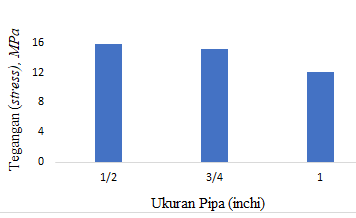 Tegangan (stress), MPa
16
12
8
4
0
1/2 3/4 1
Ukuran Pipa (inchi)